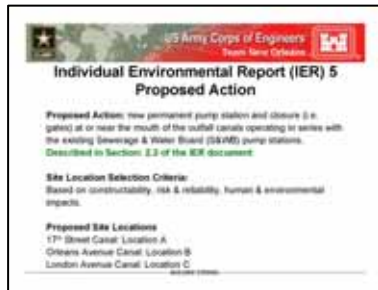 US Army Corps of Engineers
Team New Orleans
Individual Environmental Report (IER) 5
Proposed Action
Proposed Action: new permanent pump station and closure (i.e.
gates) at or near the mouth of the outfall canals operating in series with
the existing Sewerage & Water Board (S&WB) pump stations.
Described in Section: 2.3 of the IER document
Site Location Selection Criteria:
Based on constructability, risk & reliability, human & environmental
impacts.
Proposed Site Locations
17th Street Canal: Location A
Orleans Avenue Canal: Location B
London Avenue Canal: Location C